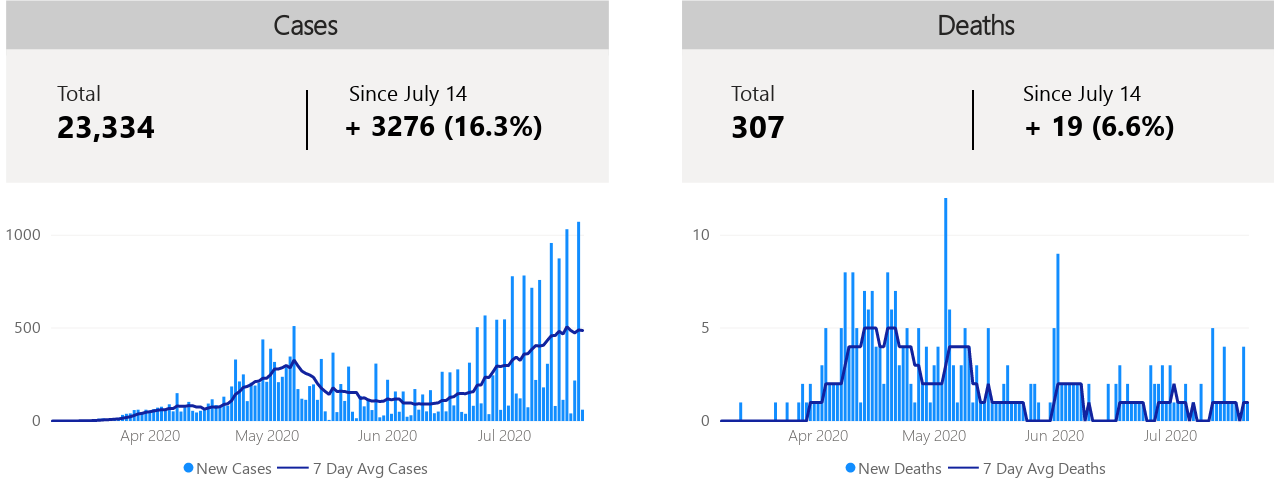 Cases
Total
23,334
Since July 14
+ 3276 (16.3%)
1000
500
0
Apr 2020
May 2020
Jun 2020
Jul 2020
New Cases
7 Day Avg Cases
Deaths
Total
307
Since July 14
+ 19 (6.6%)
10
5
0
Apr 2020
May 2020
Jun 2020
Jul 2020
New Deaths
7 Day Avg Deaths